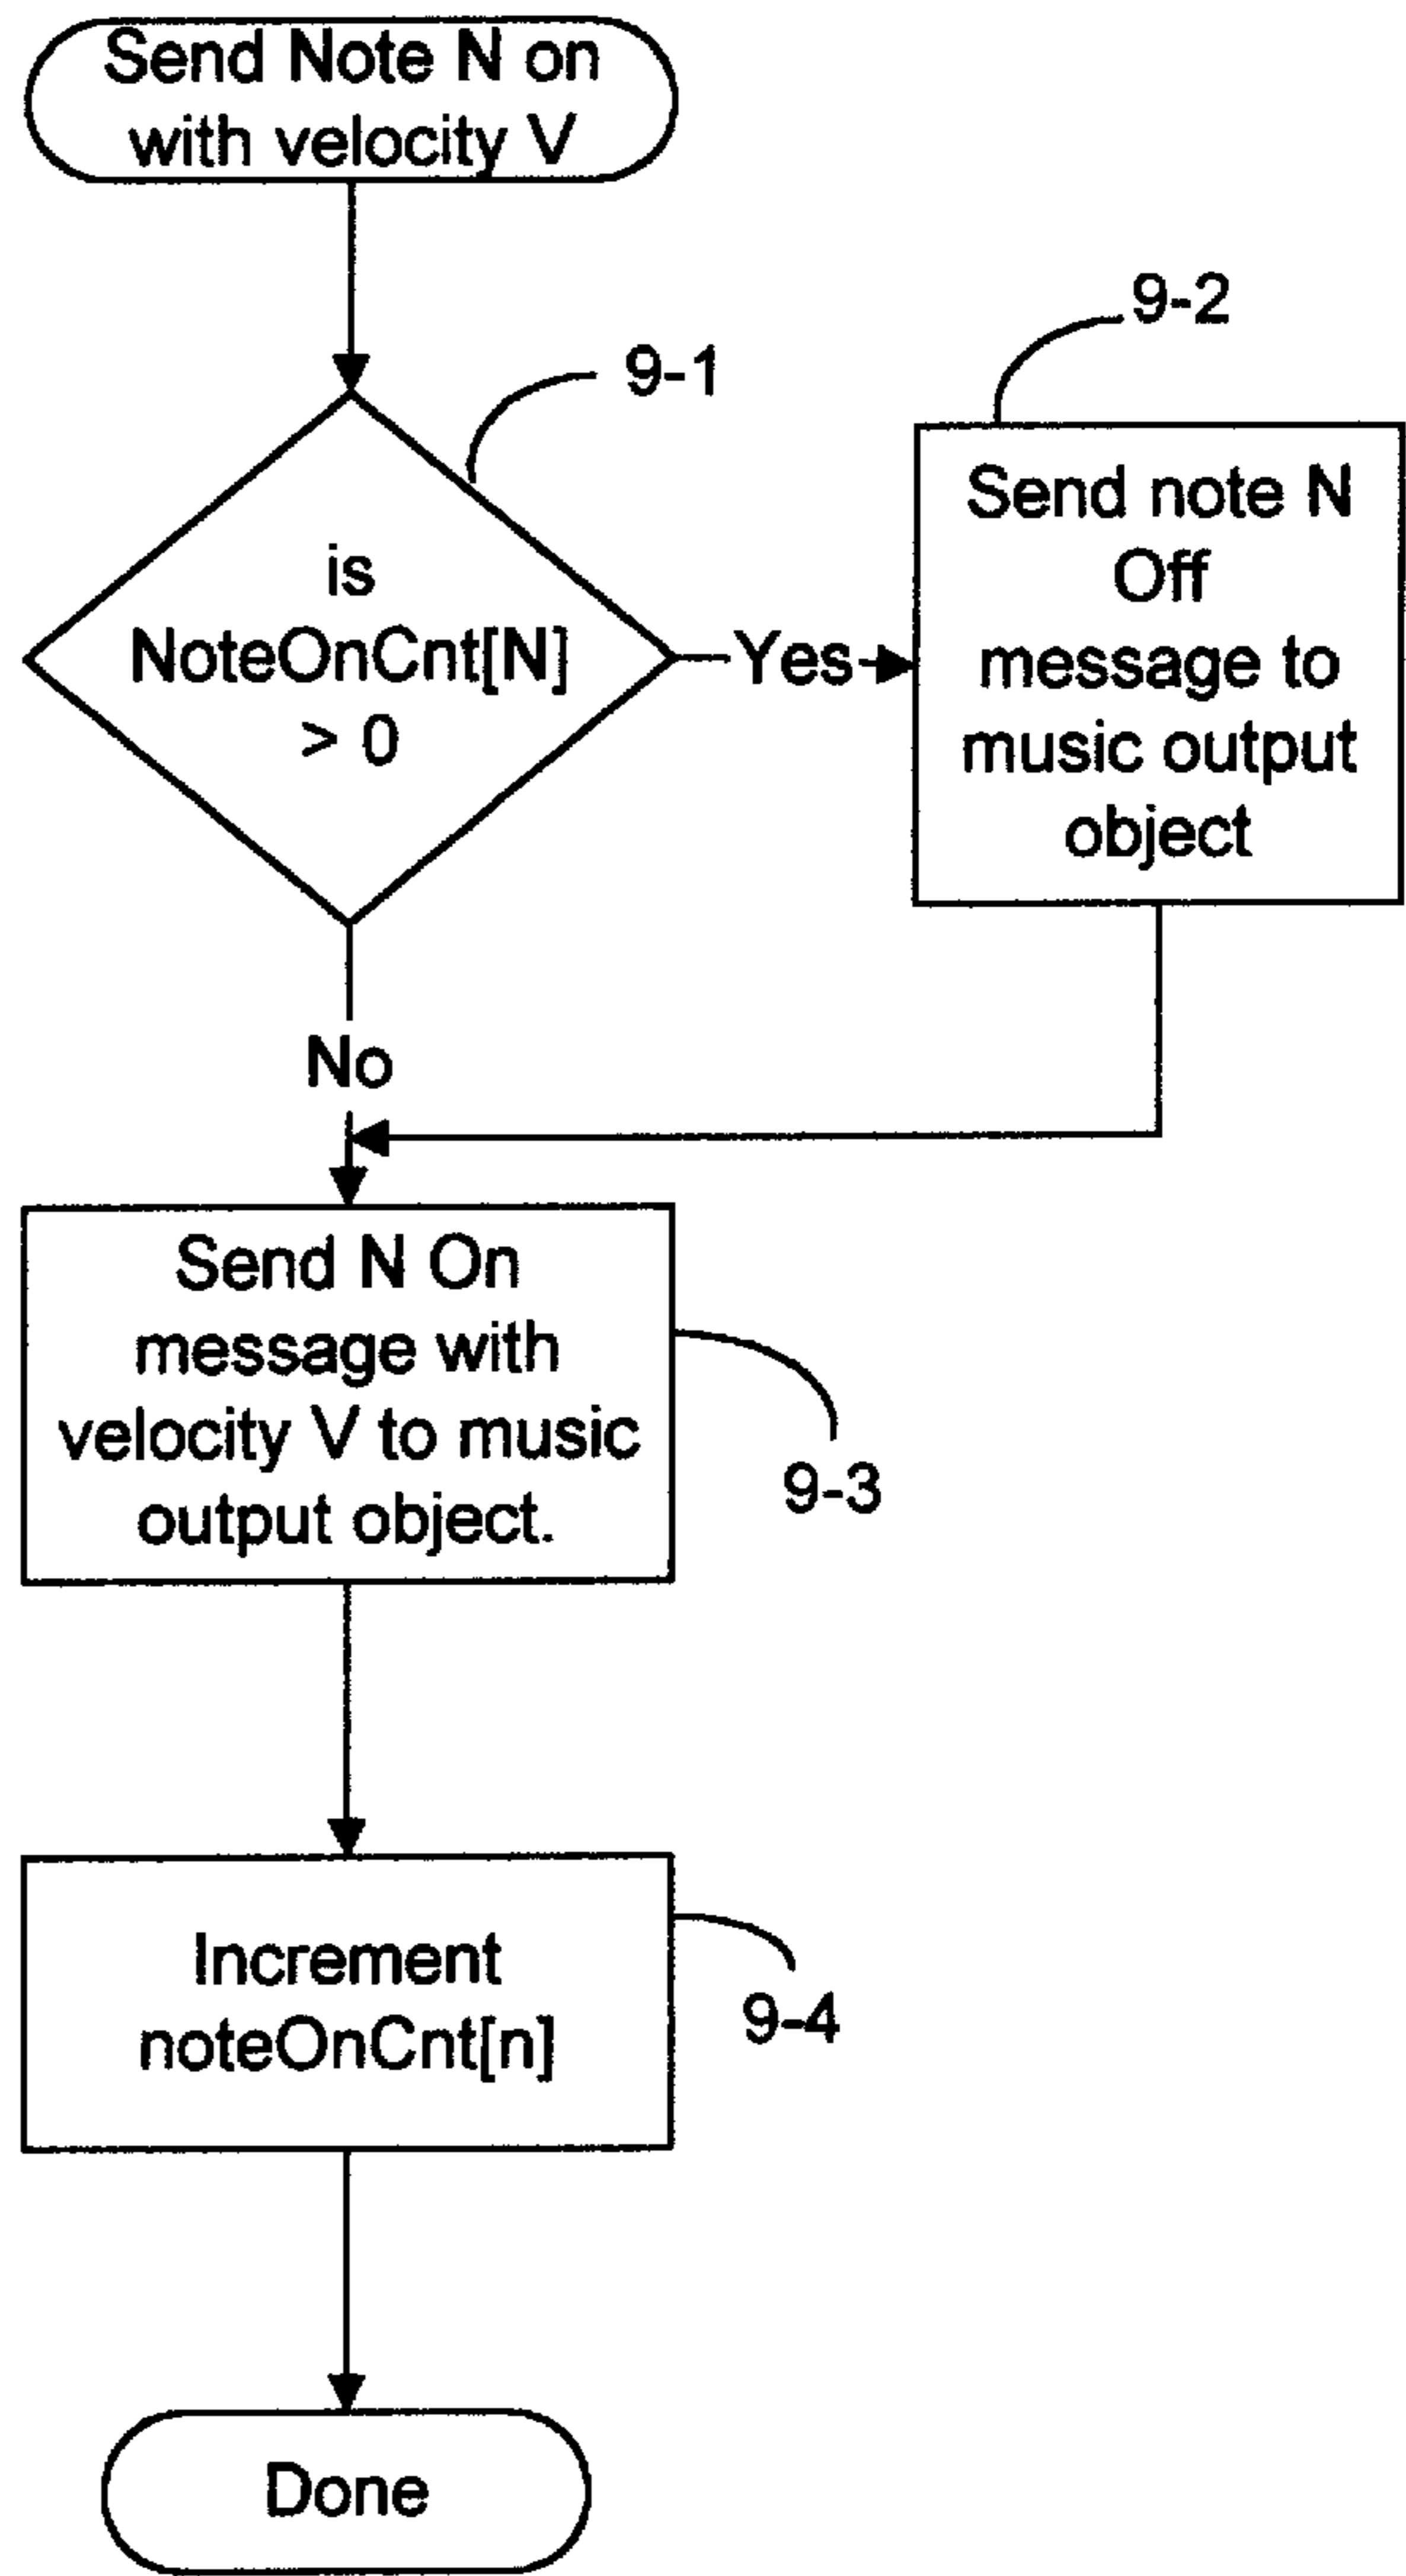 Send Note N on
with velocity V
9-1
9-2
is
NoteOnCnt[N]
> 0
Yes
Send note N
Off
message to
music output
object
No
Send N On
message with
velocity V to music
output object.
9-3
Increment
noteOnCnt[n]
9-4
Done